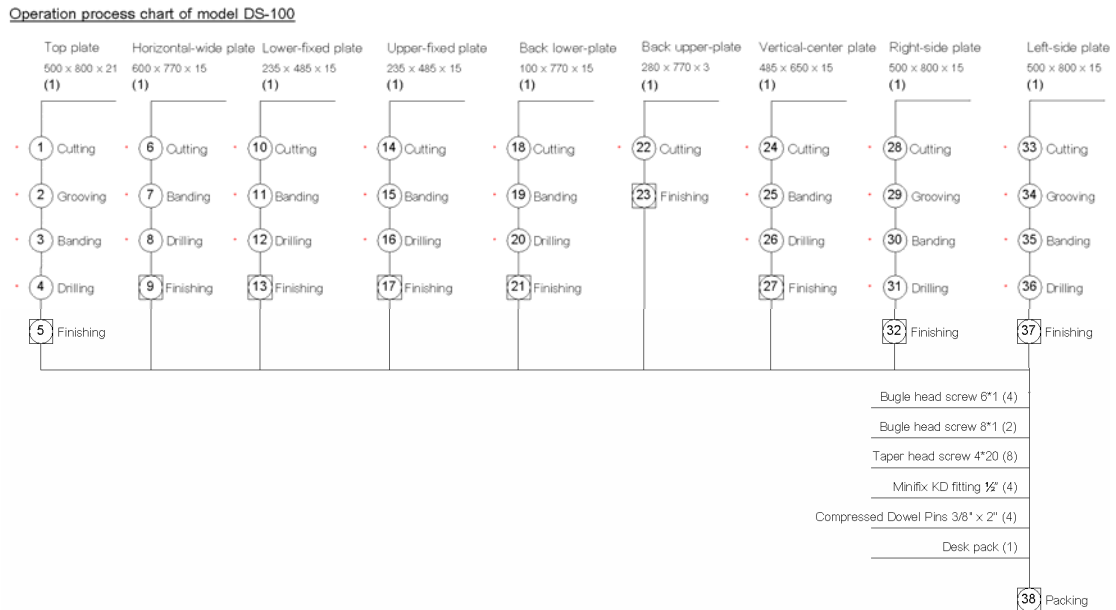 Operation process chart of model DS-100
Top plate Horizontal-wide plate Lower-fixed plate Upper-fixed plate Back lower-plate Back upper-plate Vertical-center plate Right-side plate Left-side plate
500 x 800 x 21 600 x 770 x 15 235 x 485 x 15 235 x 485 x 15 100 x 770 x 15 280 x 770 x 3 485 x 650 x 15 500 x 800 x 15 500 x 800 x 15
(1) (1) (1) (1) (1) (1) (1) (1) (1)
* 1 Cutting * 6 Cutting * 10 Cutting * 14 Cutting * 18 Cutting * 22 Cutting * 24 Cutting * 28 Cutting * 33 Cutting
* 2 Grooving * 7 Banding * 11 Banding * 15 Banding * 19 Banding 23 Finishing * 25 Banding * 29 Grooving * 34 Grooving
* 3 Banding * 8 Drilling * 12 Drilling * 16 Drilling * 20 Drilling * 26 Drilling * 30 Banding * 35 Banding
* 4 Drilling 9 Finishing 13 Finishing 17 Finishing 21 Finishing 27 Finishing * 31 Drilling * 36 Drilling
5 Finishing 32 Finishing 37 Finishing
Bugle head screw 6*1 (4)
Bugle head screw 8*1 (2)
Taper head screw 4*20 (8)
Minifix KD fitting ½" (4)
Compressed Dowel Pins 3/8" x 2" (4)
Desk pack (1)
38 Packing